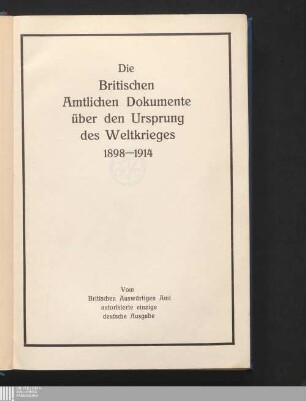 Die
Britischen
Amtlichen Dokumente
über den Ursprung
des Weltkrieges
1898—1914
Vom
Britischen Auswärtigen Amt
autorisierte einzige
deutsche Ausgabe